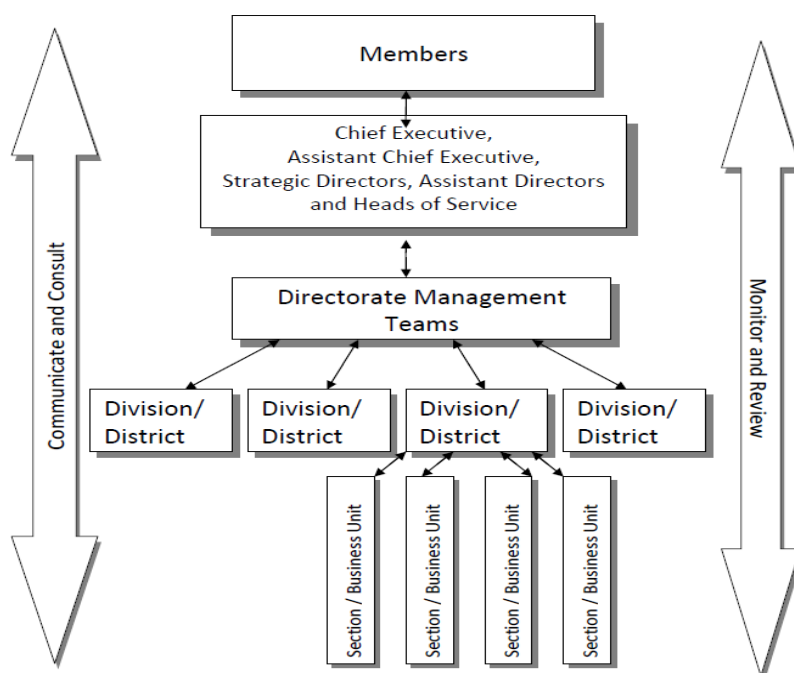 Members
Chief Executive,
Assistant Chief Executive,
Strategic Directors, Assistant Directors
and Heads of Service
Communicate and Consult
Monitor and Review
Directorate Management
Teams
Division/
District
Division/
District
Division/
District
Division/
District
Section / Business Unit
Section / Business Unit
Section / Business Unit
Section / Business Unit